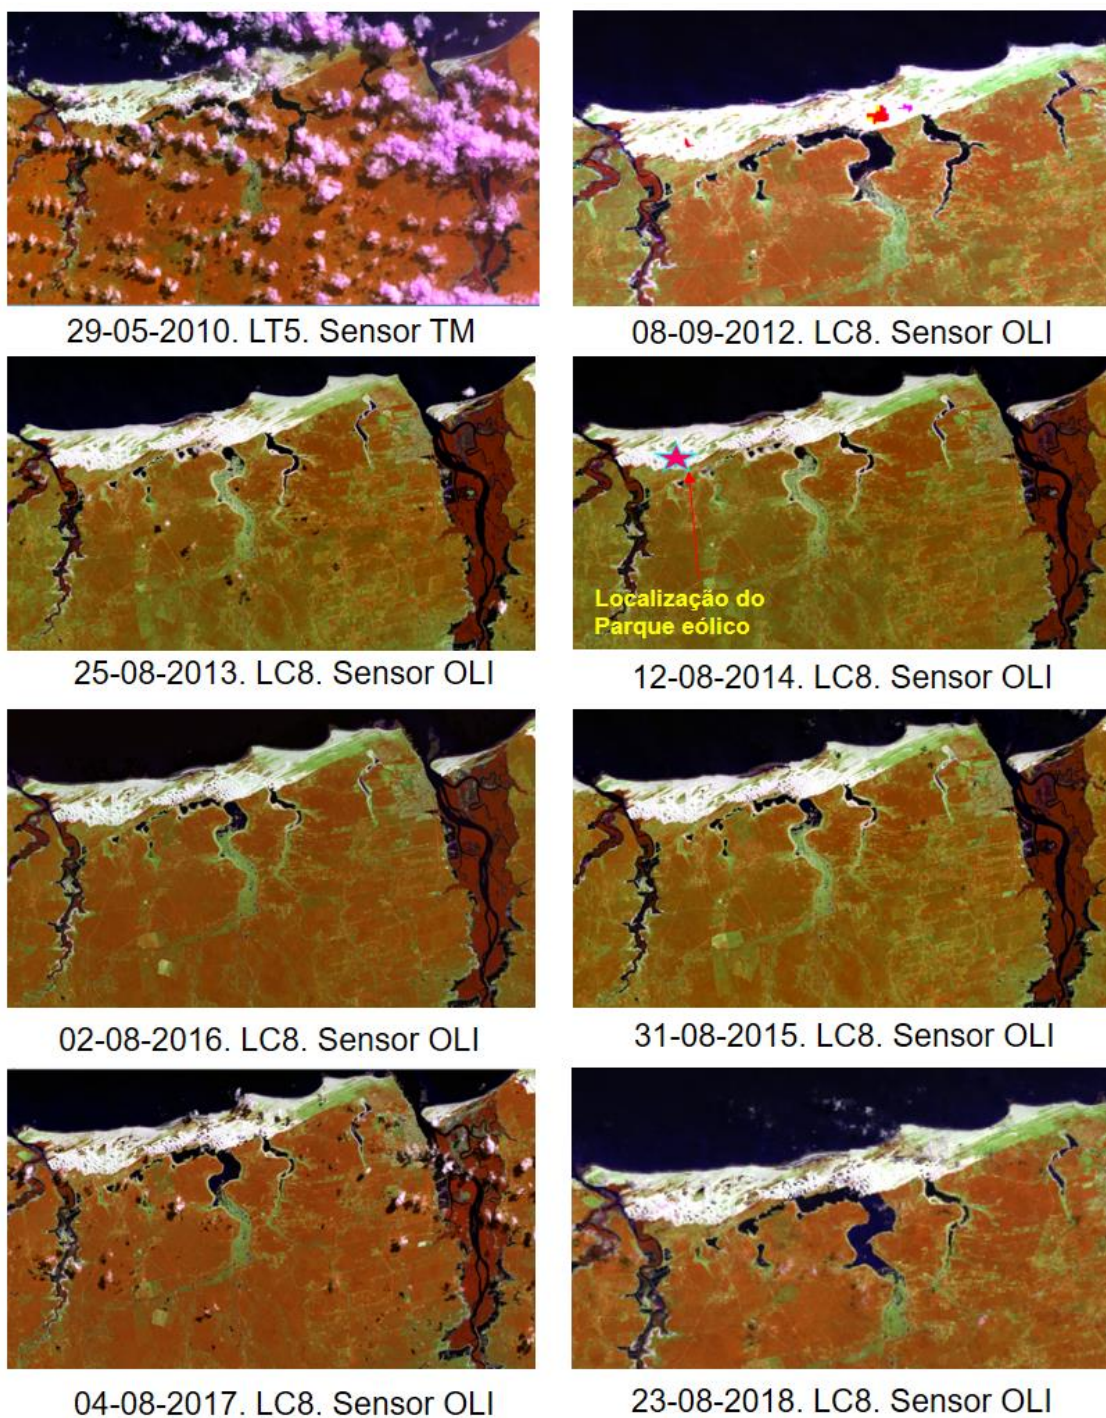 29-05-2010. LT5. Sensor TM
08-09-2012. LC8. Sensor OLI
25-08-2013. LC8. Sensor OLI
Localização do
Parque eólico
12-08-2014. LC8. Sensor OLI
02-08-2016. LC8. Sensor OLI
31-08-2015. LC8. Sensor OLI
04-08-2017. LC8. Sensor OLI
23-08-2018. LC8. Sensor OLI